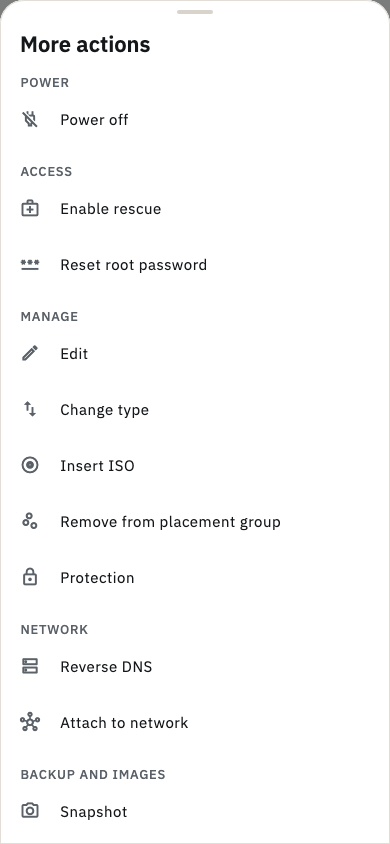 More actions
POWER
Power off
ACCESS
Enable rescue
Reset root password
MANAGE
Edit
Change type
Insert ISO
Remove from placement group
Protection
NETWORK
Reverse DNS
Attach to network
BACKUP AND IMAGES
Snapshot